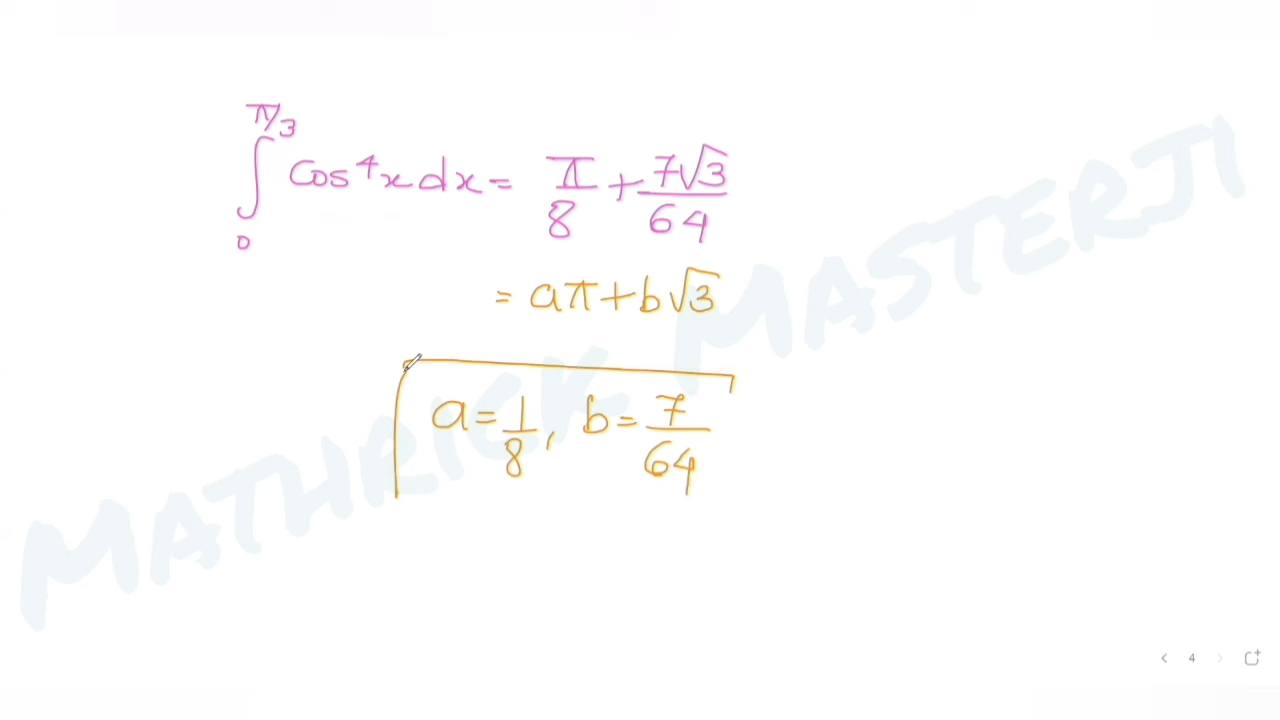 ∫₀^{π/3} cos⁴x dx = π/8 + 7√3/64
= aπ + b√3
a = 1/8, b = 7/64
MATHRICK MASTERJI
4